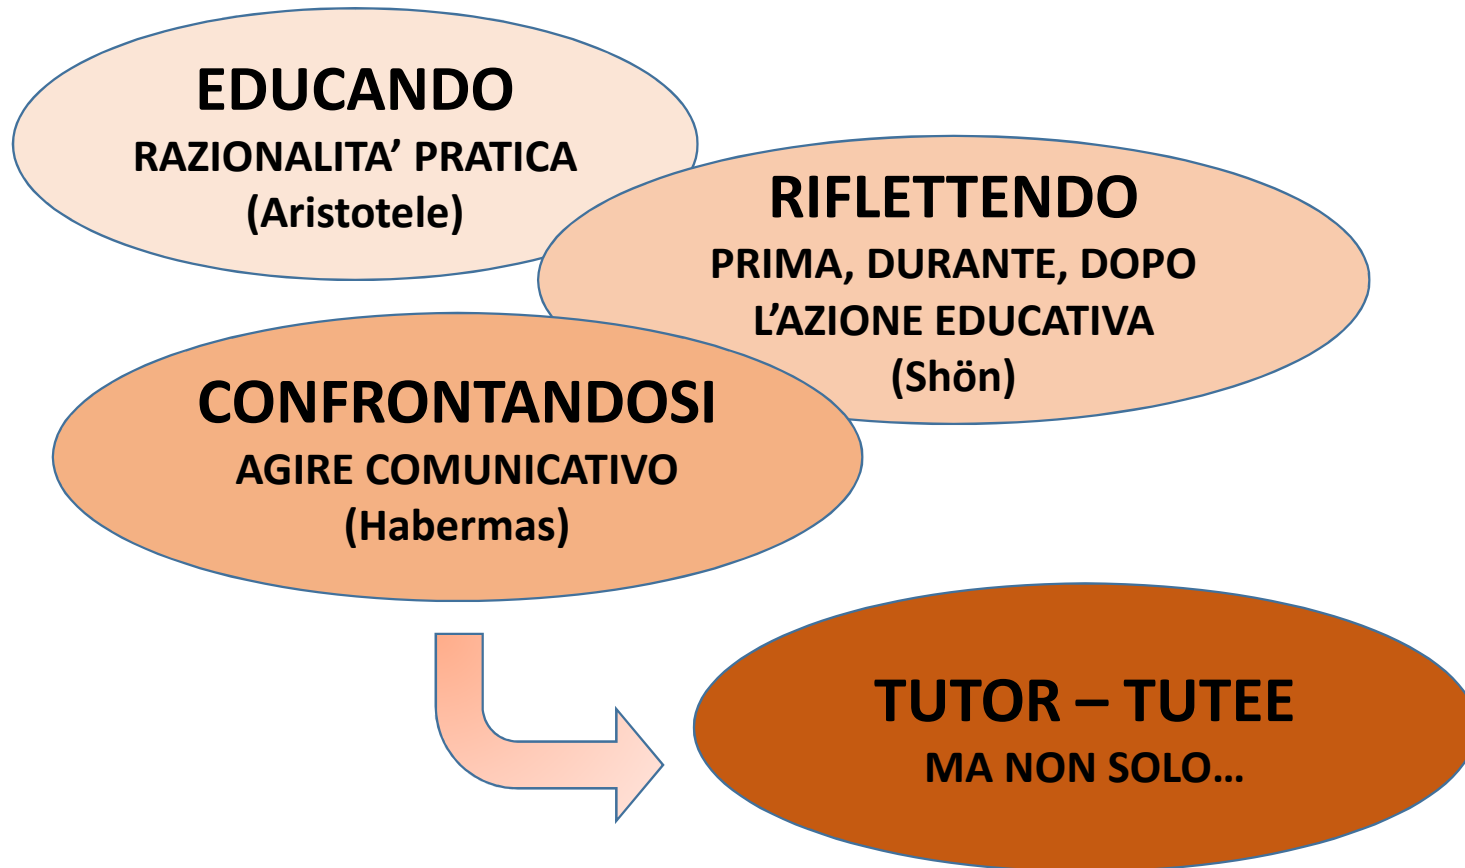 EDUCANDO
RAZIONALITA’ PRATICA
(Aristotele)
RIFLETTENDO
PRIMA, DURANTE, DOPO
L’AZIONE EDUCATIVA
(Shön)
CONFRONTANDOSI
AGIRE COMUNICATIVO
(Habermas)
TUTOR – TUTEE
MA NON SOLO…